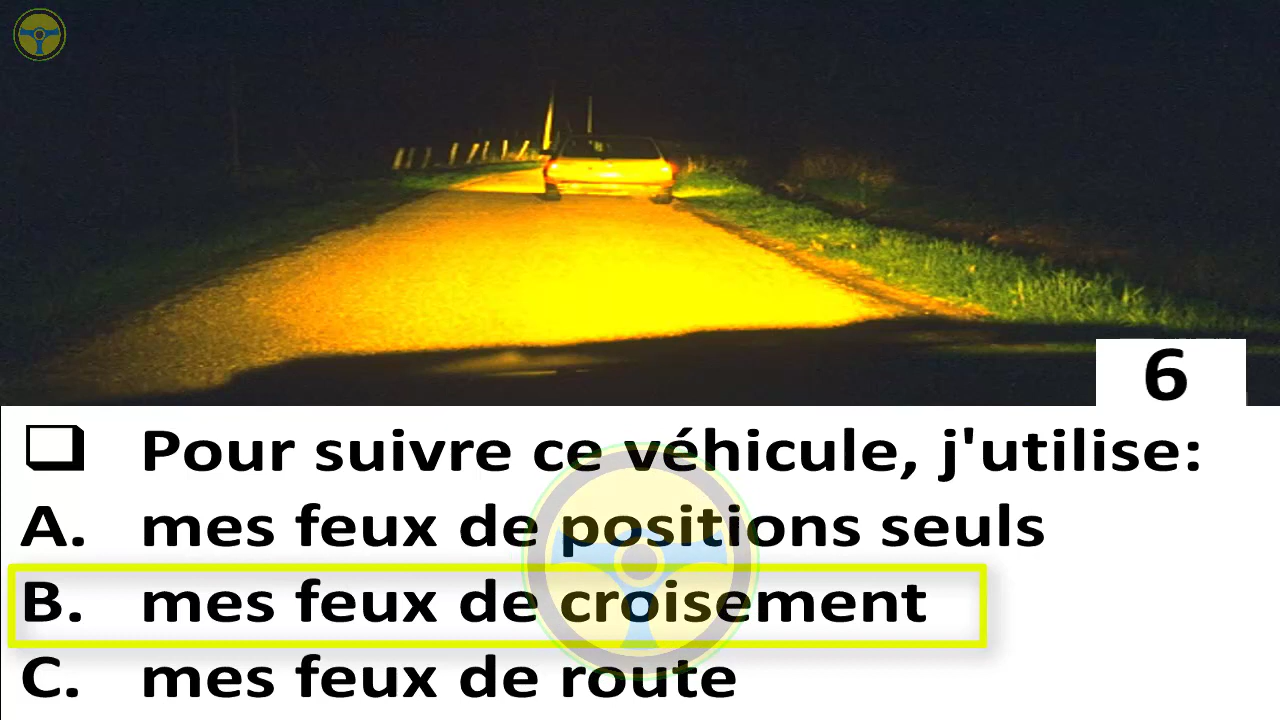 6
❑ Pour suivre ce véhicule, j'utilise:
A. mes feux de positions seuls
B. mes feux de croisement
C. mes feux de route